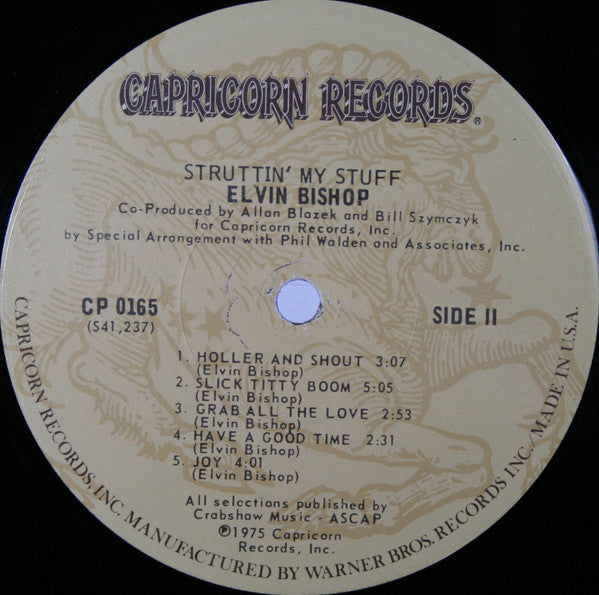 CAPRICORN RECORDS®
STRUTTIN' MY STUFF
ELVIN BISHOP
Co-Produced by Allan Blazek and Bill Szymczyk
for Capricorn Records, Inc.
by Special Arrangement with Phil Walden and Associates, Inc.
CP 0165
(S41,237)
SIDE II
1. HOLLER AND SHOUT 3:07
(Elvin Bishop)
2. SLICK TITTY BOOM 5:05
(Elvin Bishop)
3. GRAB ALL THE LOVE 2:53
(Elvin Bishop)
4. HAVE A GOOD TIME 2:31
(Elvin Bishop)
5. JOY 4:01
(Elvin Bishop)
All selections published by
Crabshaw Music - ASCAP
℗1975 Capricorn
Records, Inc.
CAPRICORN RECORDS, INC. MANUFACTURED BY WARNER BROS. RECORDS INC./MADE IN U.S.A.